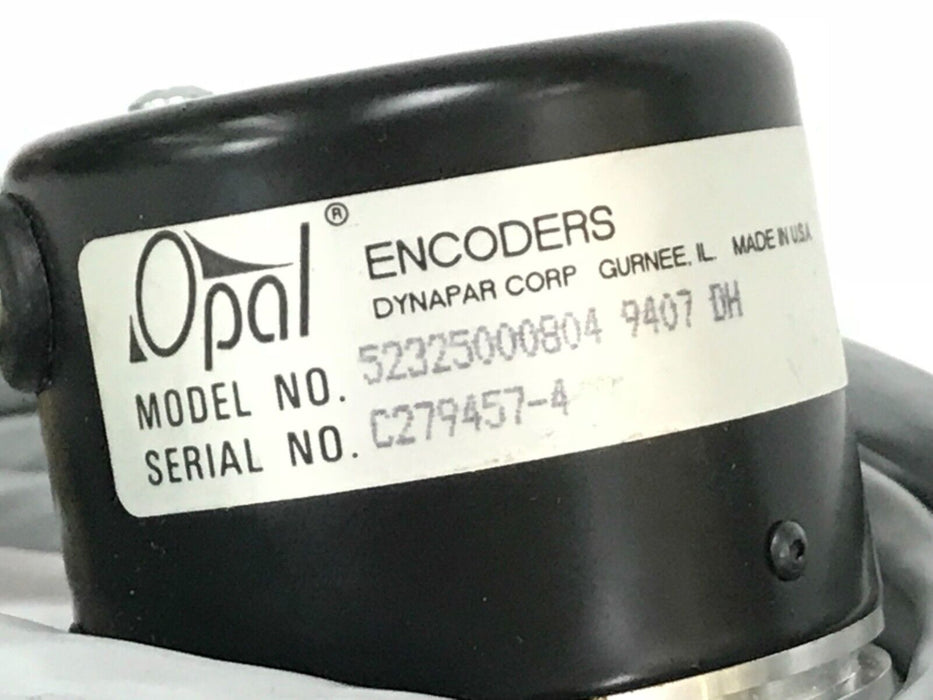 Opal®
ENCODERS
DYNAPAR CORP GURNEE, IL. MADE IN U.S.A.
MODEL NO. 52325000804 9407 DH
SERIAL NO. C279457-4